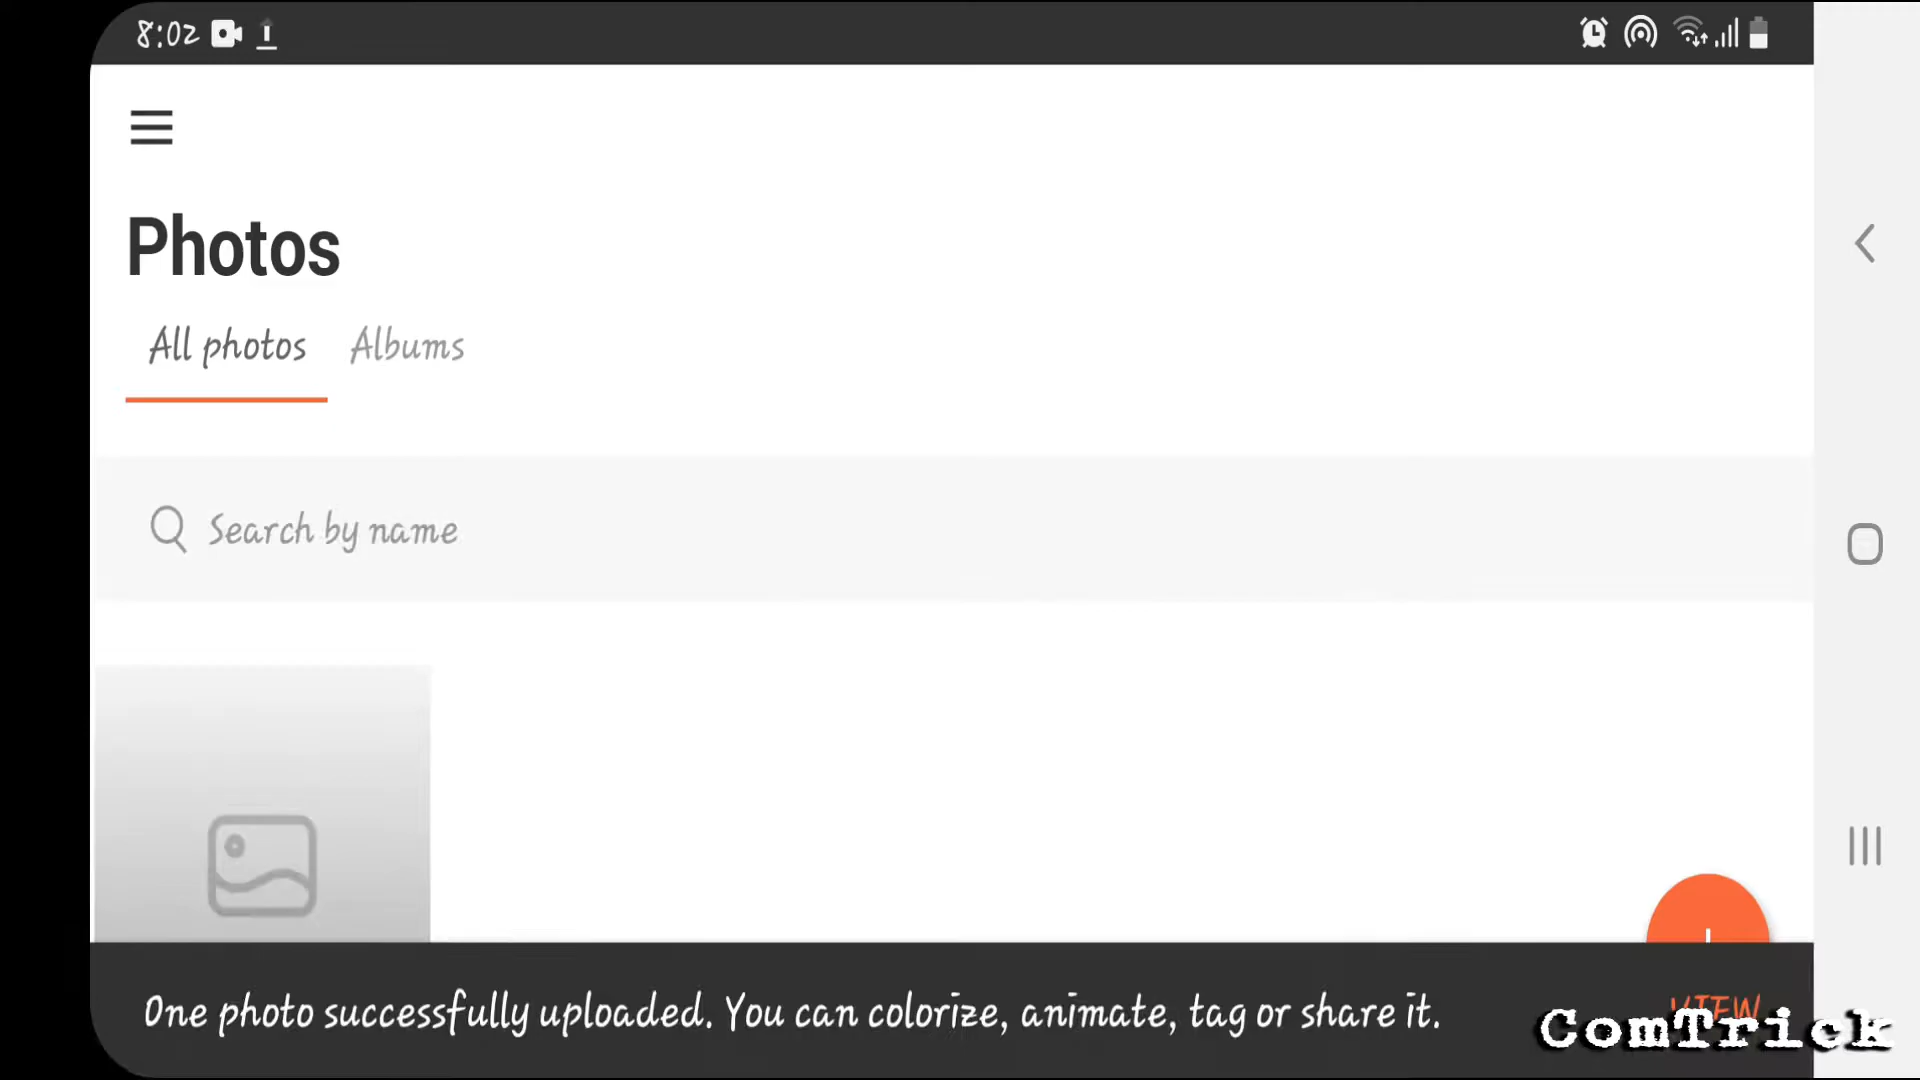 8:02
Photos
All photos Albums
Search by name
One photo successfully uploaded. You can colorize, animate, tag or share it.
VIEW
ComTrick